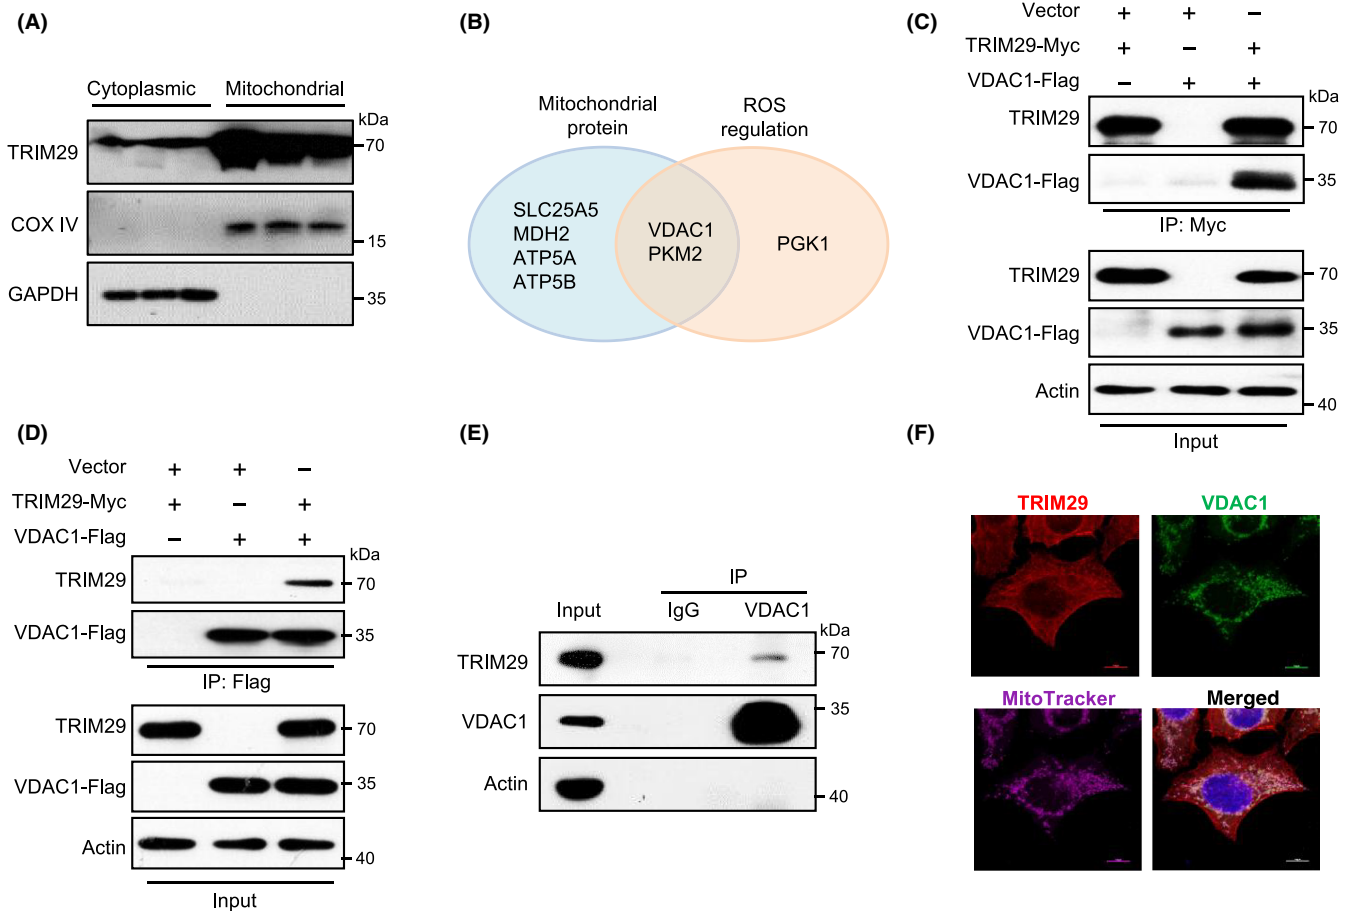 (A)
Cytoplasmic Mitochondrial
kDa
TRIM29 70
COX IV 15
GAPDH 35
(B)
Mitochondrial protein
ROS regulation
SLC25A5
MDH2
ATP5A
ATP5B
VDAC1
PKM2
PGK1
(C)
Vector + + –
TRIM29-Myc + – +
VDAC1-Flag – + +
kDa
TRIM29 70
VDAC1-Flag 35
IP: Myc
TRIM29 70
VDAC1-Flag 35
Actin 40
Input
(D)
Vector + + –
TRIM29-Myc + – +
VDAC1-Flag – + +
kDa
TRIM29 70
VDAC1-Flag 35
IP: Flag
TRIM29 70
VDAC1-Flag 35
Actin 40
Input
(E)
IP
Input IgG VDAC1
kDa
TRIM29 70
VDAC1 35
Actin 40
(F)
TRIM29 VDAC1
MitoTracker Merged